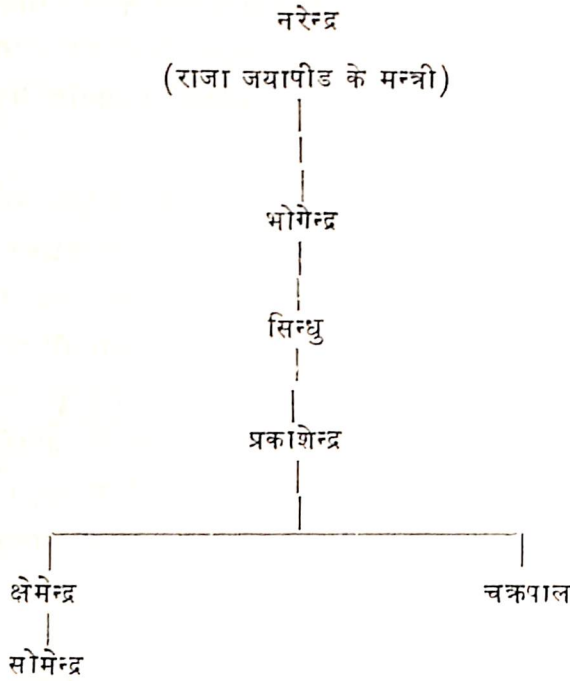 नरेन्द्र
(राजा जयापीड के मन्त्री)
भोगेन्द्र
सिन्धु
प्रकाशेन्द्र
क्षेमेन्द्र चक्रपाल
सोमेन्द्र